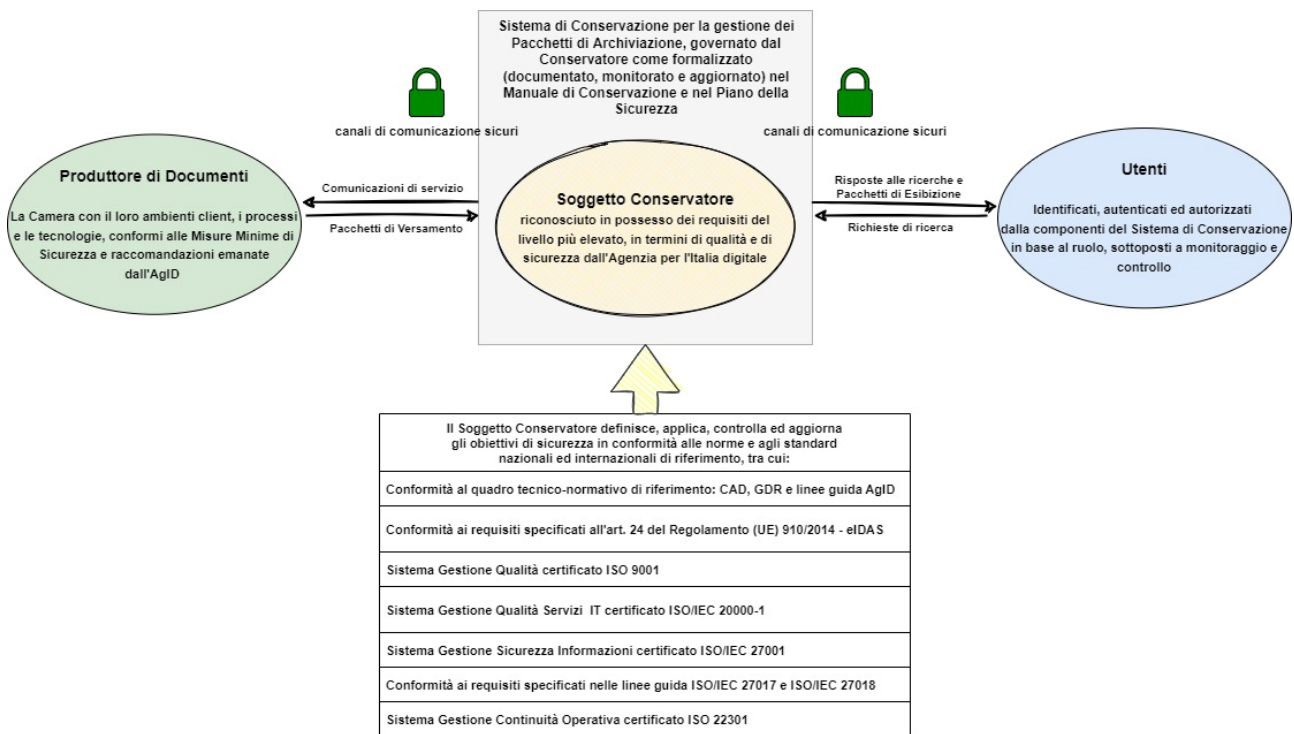 Sistema di Conservazione per la gestione dei
Pacchetti di Archiviazione, governato dal
Conservatore come formalizzato
(documentato, monitorato e aggiornato) nel
Manuale di Conservazione e nel Piano della
Sicurezza
canali di comunicazione sicuri
canali di comunicazione sicuri
Produttore di Documenti
La Camera con il loro ambienti client, i processi
e le tecnologie, conformi alle Misure Minime di
Sicurezza e raccomandazioni emanate
dall'AgID
Comunicazioni di servizio
Pacchetti di Versamento
Soggetto Conservatore
riconosciuto in possesso dei requisiti del
livello più elevato, in termini di qualità e di
sicurezza dall'Agenzia per l'Italia digitale
Risposte alle ricerche e
Pacchetti di Esibizione
Richieste di ricerca
Utenti
Identificati, autenticati ed autorizzati
dalla componenti del Sistema di Conservazione
in base al ruolo, sottoposti a monitoraggio e
controllo
Il Soggetto Conservatore definisce, applica, controlla ed aggiorna
gli obiettivi di sicurezza in conformità alle norme e agli standard
nazionali ed internazionali di riferimento, tra cui:
Conformità al quadro tecnico-normativo di riferimento: CAD, GDR e linee guida AgID
Conformità ai requisiti specificati all'art. 24 del Regolamento (UE) 910/2014 - eIDAS
Sistema Gestione Qualità certificato ISO 9001
Sistema Gestione Qualità Servizi IT certificato ISO/IEC 20000-1
Sistema Gestione Sicurezza Informazioni certificato ISO/IEC 27001
Conformità ai requisiti specificati nelle linee guida ISO/IEC 27017 e ISO/IEC 27018
Sistema Gestione Continuità Operativa certificato ISO 22301